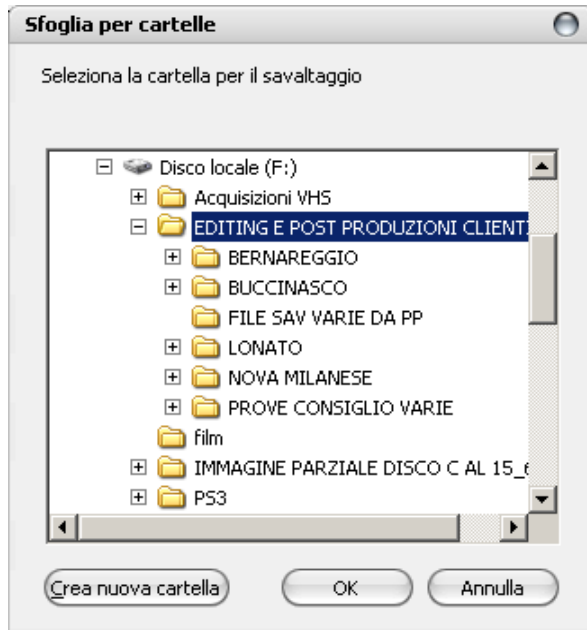 Sfoglia per cartelle
Seleziona la cartella per il savaltaggio
Disco locale (F:)
Acquisizioni VHS
EDITING E POST PRODUZIONI CLIENTI
BERNAREGGIO
BUCCINASCO
FILE SAV VARIE DA PP
LONATO
NOVA MILANESE
PROVE CONSIGLIO VARIE
film
IMMAGINE PARZIALE DISCO C AL 15_6
PS3
Crea nuova cartella OK Annulla